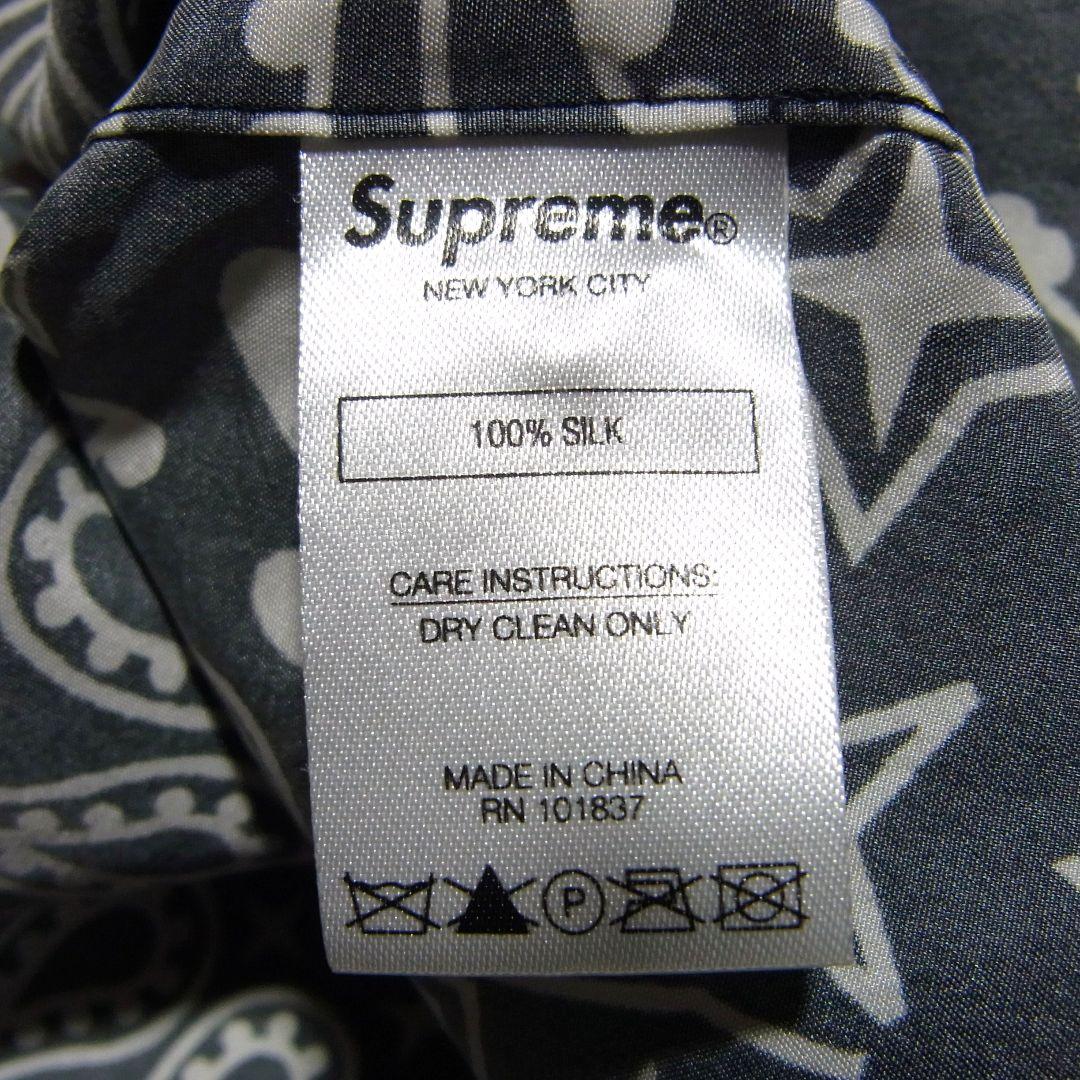 Supreme®
NEW YORK CITY
100% SILK
CARE INSTRUCTIONS:
DRY CLEAN ONLY
MADE IN CHINA
RN 101837
P